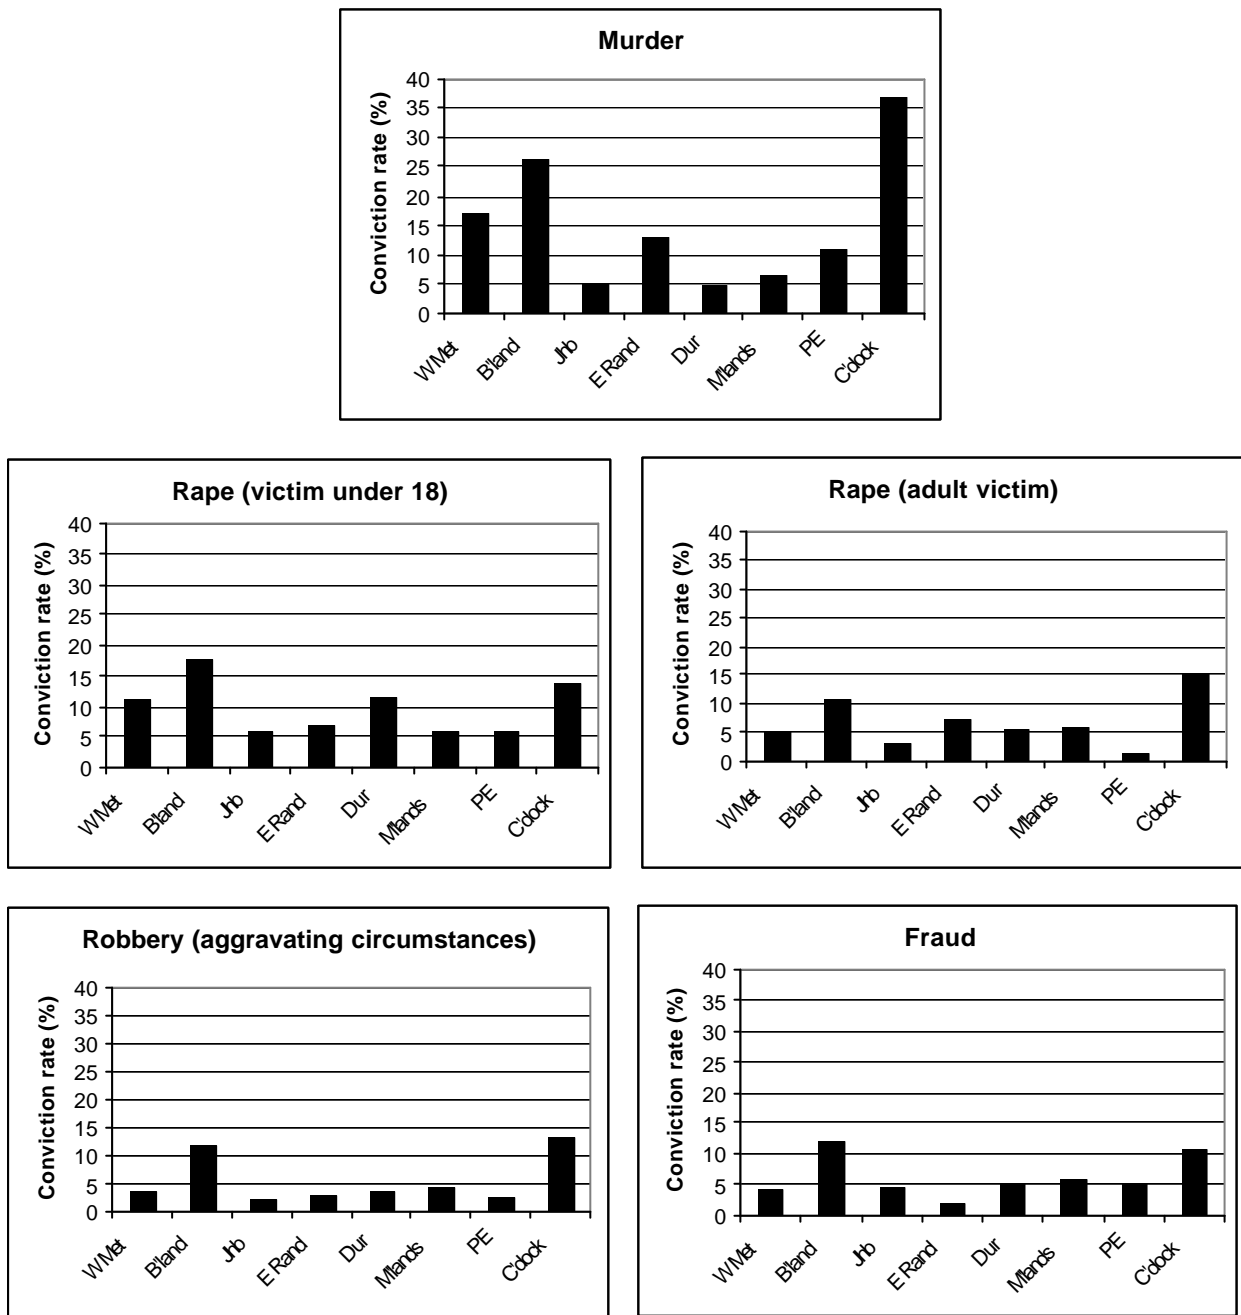 Murder
Conviction rate (%)
40
35
30
25
20
15
10
5
0
W Met
B'land
Jhb
E Rand
Dur
M'lands
PE
C'dock
Rape (victim under 18)
Conviction rate (%)
40
35
30
25
20
15
10
5
0
W Met
B'land
Jhb
E Rand
Dur
M'lands
PE
C'dock
Rape (adult victim)
Conviction rate (%)
40
35
30
25
20
15
10
5
0
W Met
B'land
Jhb
E Rand
Dur
M'lands
PE
C'dock
Robbery (aggravating circumstances)
Conviction rate (%)
40
35
30
25
20
15
10
5
0
W Met
B'land
Jhb
E Rand
Dur
M'lands
PE
C'dock
Fraud
Conviction rate (%)
40
35
30
25
20
15
10
5
0
W Met
B'land
Jhb
E Rand
Dur
M'lands
PE
C'dock